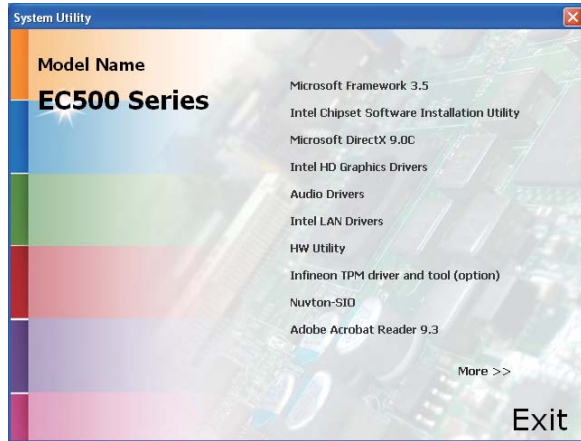 System Utility
Model Name
EC500 Series
Microsoft Framework 3.5
Intel Chipset Software Installation Utility
Microsoft DirectX 9.0C
Intel HD Graphics Drivers
Audio Drivers
Intel LAN Drivers
HW Utility
Infineon TPM driver and tool (option)
Nuvton-SIO
Adobe Acrobat Reader 9.3
More >>
Exit